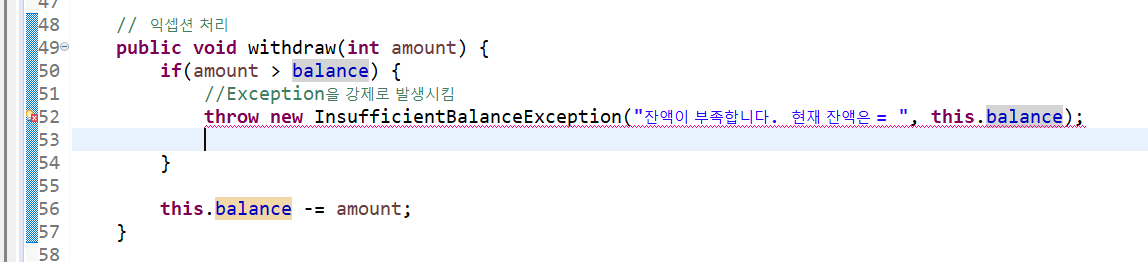 47
48 // 익셉션 처리
49 public void withdraw(int amount) {
50 if(amount > balance) {
51 //Exception을 강제로 발생시킴
52 throw new InsufficientBalanceException("잔액이 부족합니다. 현재 잔액은 = ", this.balance);
53
54 }
55
56 this.balance -= amount;
57 }
58